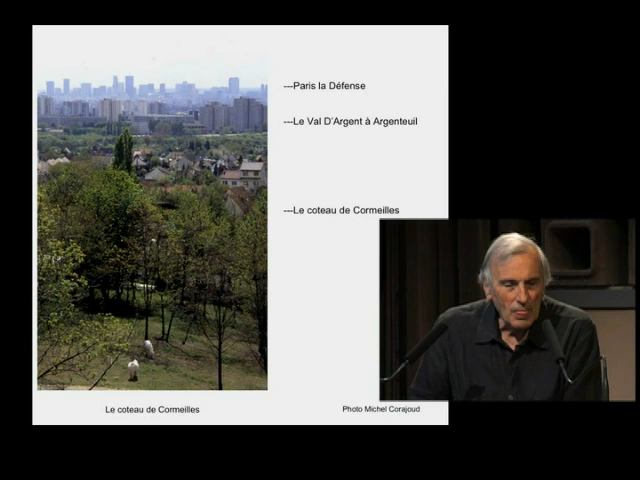 ---Paris la Défense
---Le Val D'Argent à Argenteuil
---Le coteau de Cormeilles
Le coteau de Cormeilles
Photo Michel Corajoud